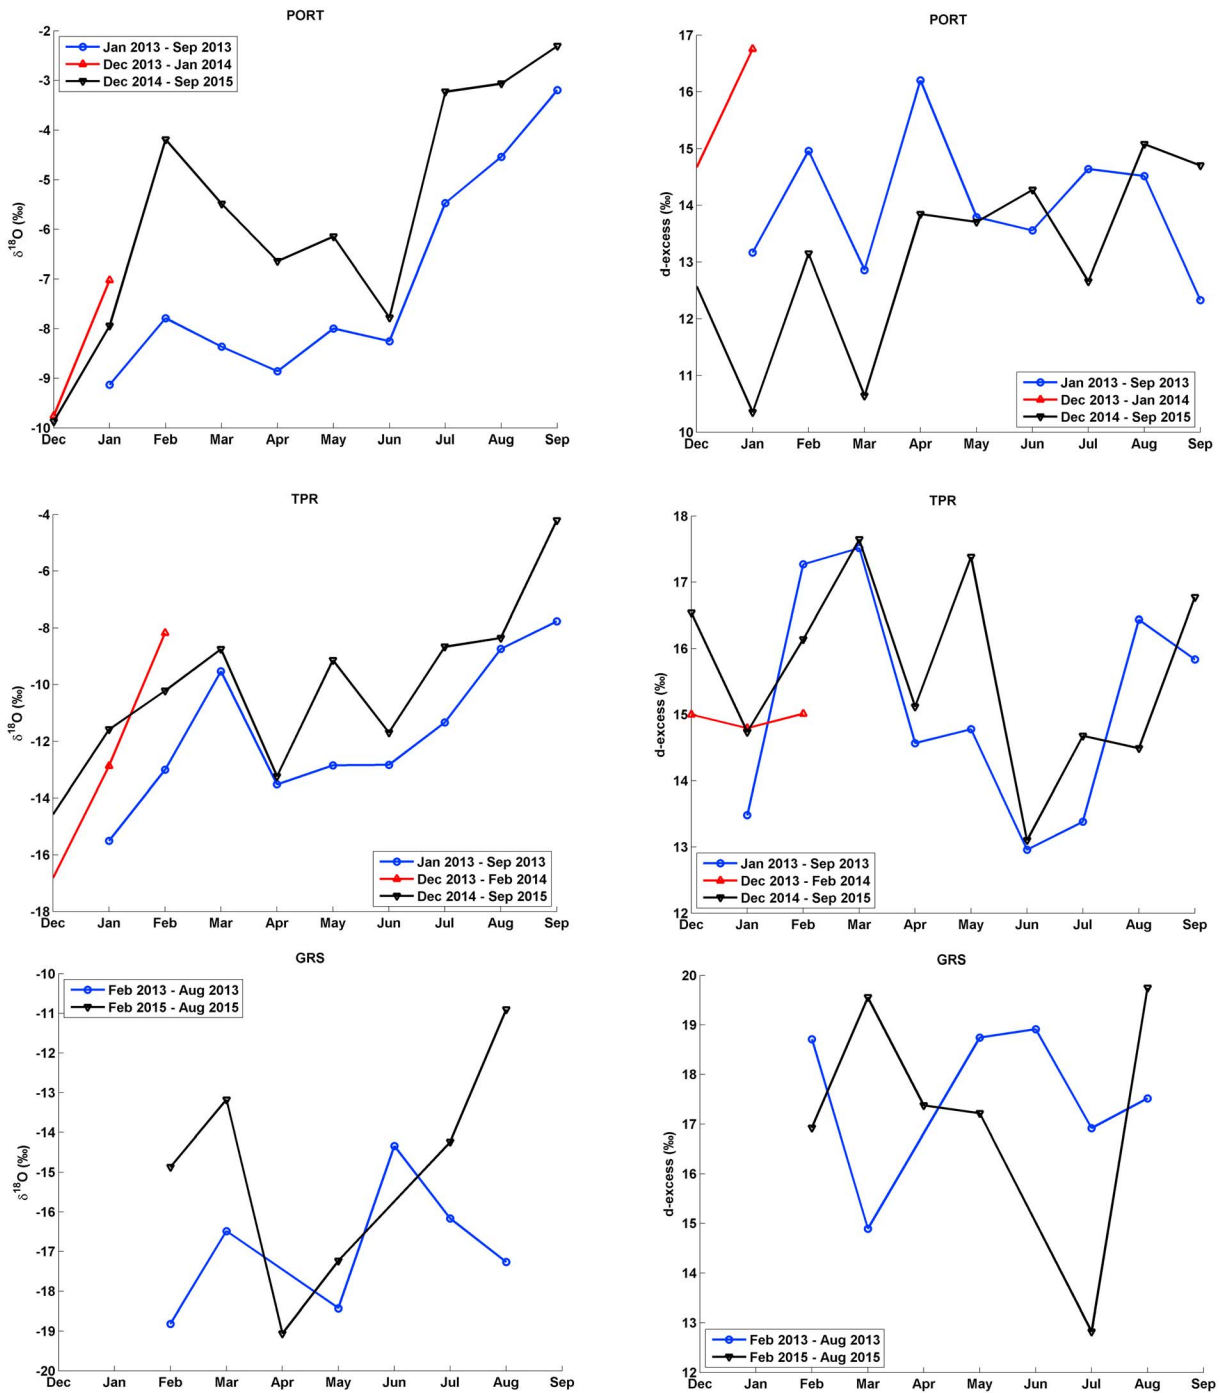 PORT
-2
-3
-4
-5
-6
-7
-8
-9
-10
δ18O (‰)
Jan 2013 - Sep 2013
Dec 2013 - Jan 2014
Dec 2014 - Sep 2015
Dec Jan Feb Mar Apr May Jun Jul Aug Sep
PORT
17
16
15
14
13
12
11
10
d-excess (‰)
Jan 2013 - Sep 2013
Dec 2013 - Jan 2014
Dec 2014 - Sep 2015
Dec Jan Feb Mar Apr May Jun Jul Aug Sep
TPR
-4
-6
-8
-10
-12
-14
-16
-18
δ18O (‰)
Jan 2013 - Sep 2013
Dec 2013 - Feb 2014
Dec 2014 - Sep 2015
Dec Jan Feb Mar Apr May Jun Jul Aug Sep
TPR
18
17
16
15
14
13
12
d-excess (‰)
Jan 2013 - Sep 2013
Dec 2013 - Feb 2014
Dec 2014 - Sep 2015
Dec Jan Feb Mar Apr May Jun Jul Aug Sep
GRS
-10
-11
-12
-13
-14
-15
-16
-17
-18
-19
-20
δ18O (‰)
Feb 2013 - Aug 2013
Feb 2015 - Aug 2015
Dec Jan Feb Mar Apr May Jun Jul Aug Sep
GRS
20
19
18
17
16
15
14
13
12
d-excess (‰)
Feb 2013 - Aug 2013
Feb 2015 - Aug 2015
Dec Jan Feb Mar Apr May Jun Jul Aug Sep